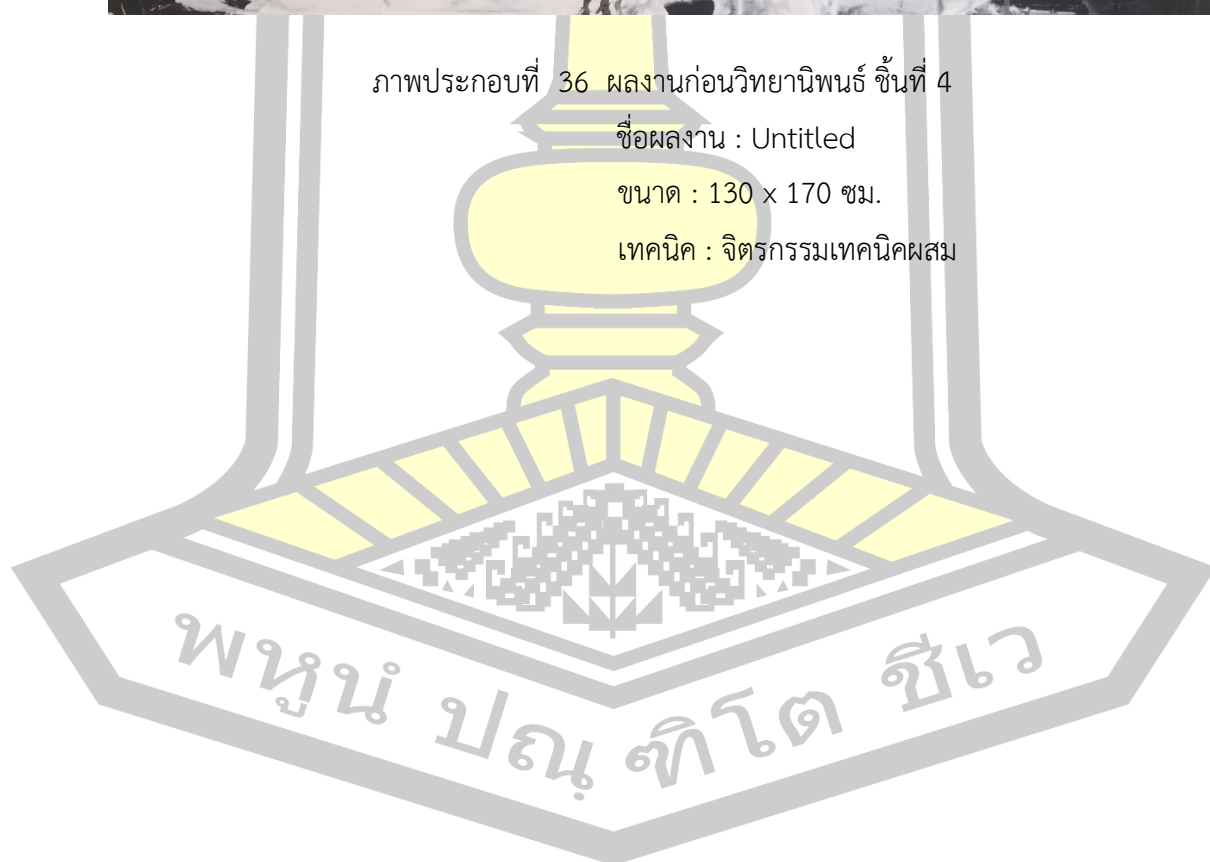 ภาพประกอบที่ 36 ผลงานก่อนวิทยานิพนธ์ ชิ้นที่ 4
ชื่อผลงาน : Untitled
ขนาด : 130 x 170 ซม.
เทคนิค : จิตรกรรมเทคนิคผสม
พหูนํ ปณฺฑิโต ชีเว